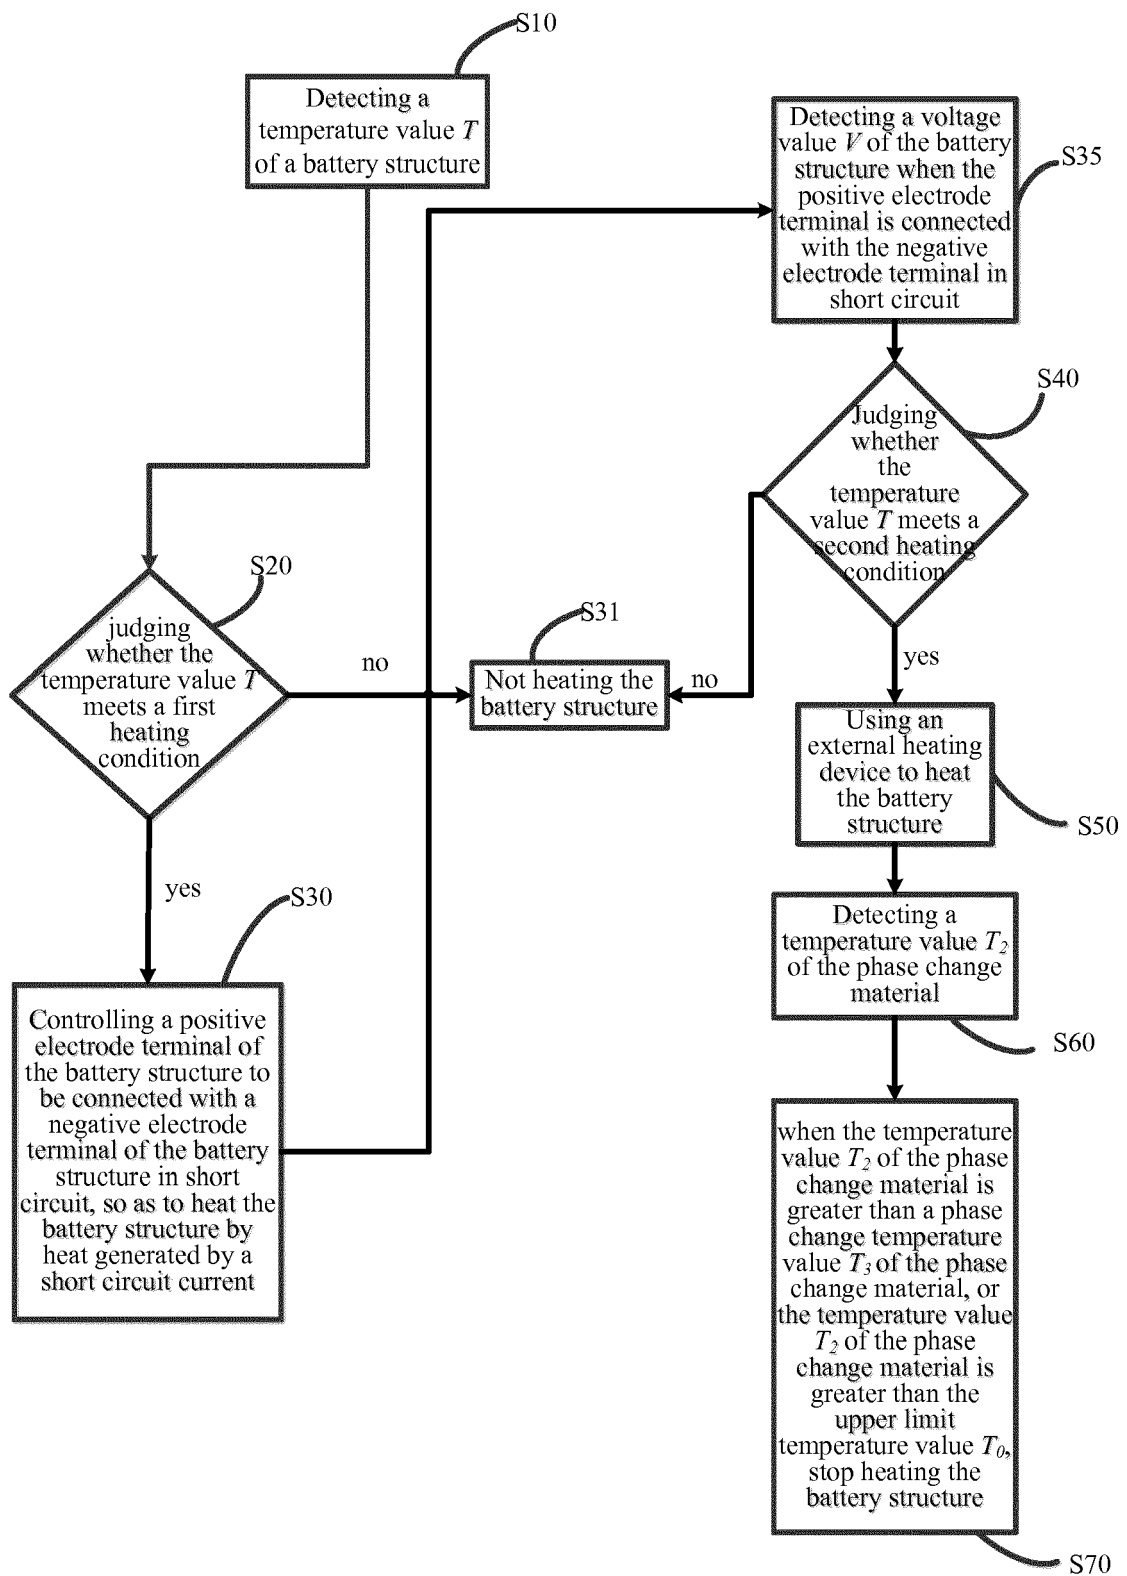 S10
Detecting a
temperature value T
of a battery structure
S20
judging
whether the
temperature value T
meets a first
heating
condition
no
yes
S30
Controlling a positive
electrode terminal of
the battery structure to
be connected with a
negative electrode
terminal of the battery
structure in short
circuit, so as to heat the
battery structure by
heat generated by a
short circuit current
S31
Not heating the
battery structure
no
Detecting a voltage
value V of the battery
structure when the
positive electrode
terminal is connected
with the negative
electrode terminal in
short circuit
S35
S40
Judging
whether
the
temperature
value T meets a
second heating
condition
yes
Using an
external heating
device to heat
the battery
structure
S50
Detecting a
temperature value T2
of the phase change
material
S60
when the temperature
value T2 of the phase
change material is
greater than a phase
change temperature
value T3 of the phase
change material, or
the temperature value
T2 of the phase
change material is
greater than the
upper limit
temperature value T0,
stop heating the
battery structure
S70